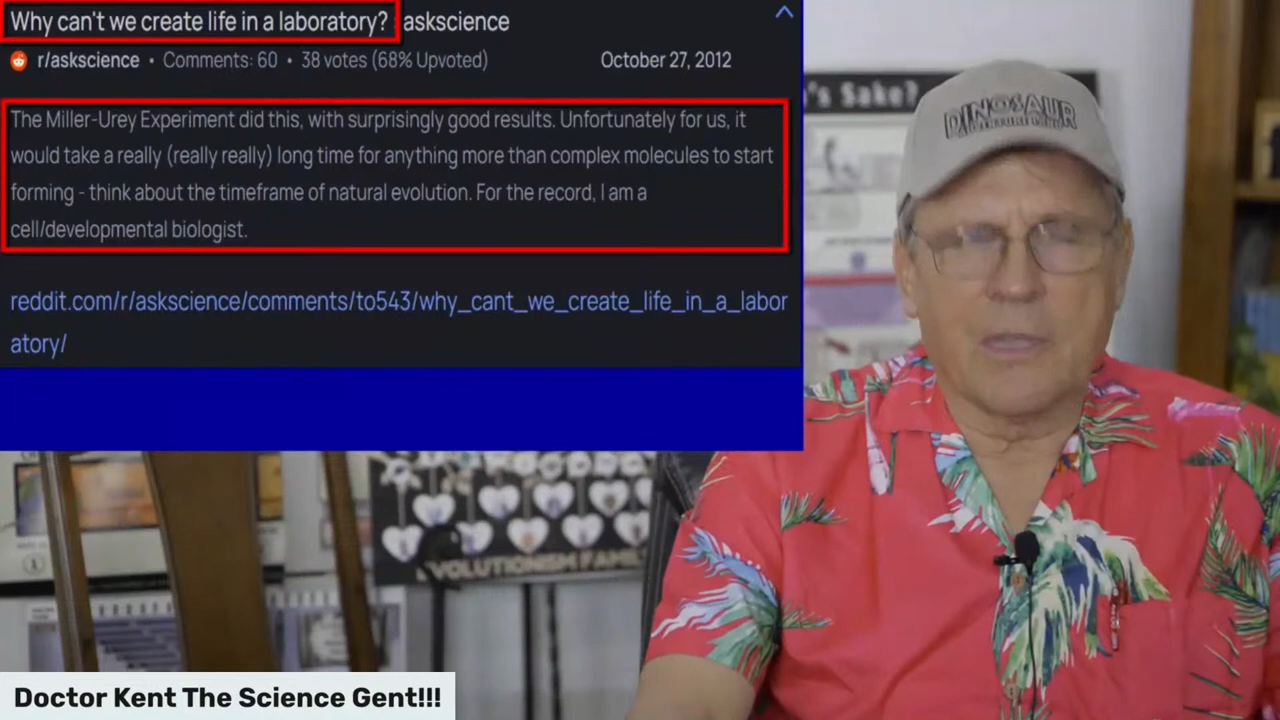 Why can't we create life in a laboratory? askscience
r/askscience • Comments: 60 • 38 votes (68% Upvoted)
October 27, 2012
The Miller-Urey Experiment did this, with surprisingly good results. Unfortunately for us, it
would take a really (really really) long time for anything more than complex molecules to start
forming - think about the timeframe of natural evolution. For the record, I am a
cell/developmental biologist.
reddit.com/r/askscience/comments/to543/why_cant_we_create_life_in_a_labor
atory/
's Sake?
DINOSAUR
VOLUTIONISM FAMI
Doctor Kent The Science Gent!!!